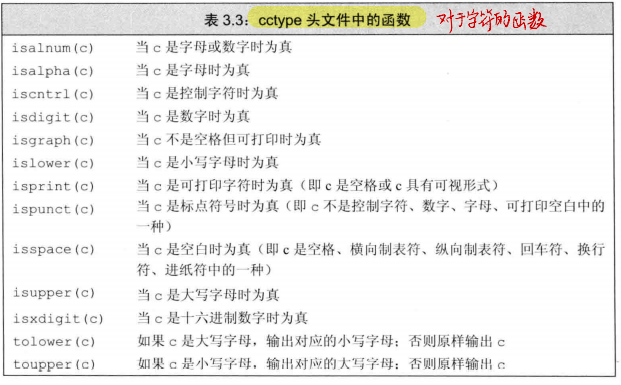 表 3.3: cctype 头文件中的函数 对于字符的函数
isalnum(c) 当 c 是字母或数字时为真
isalpha(c) 当 c 是字母时为真
iscntrl(c) 当 c 是控制字符时为真
isdigit(c) 当 c 是数字时为真
isgraph(c) 当 c 不是空格但可打印时为真
islower(c) 当 c 是小写字母时为真
isprint(c) 当 c 是可打印字符时为真（即 c 是空格或 c 具有可视形式）
ispunct(c) 当 c 是标点符号时为真（即 c 不是控制字符、数字、字母、可打印空白中的
一种）
isspace(c) 当 c 是空白时为真（即 c 是空格、横向制表符、纵向制表符、回车符、换行
符、进纸符中的一种）
isupper(c) 当 c 是大写字母时为真
isxdigit(c) 当 c 是十六进制数字时为真
tolower(c) 如果 c 是大写字母，输出对应的小写字母；否则原样输出 c
toupper(c) 如果 c 是小写字母，输出对应的大写字母；否则原样输出 c